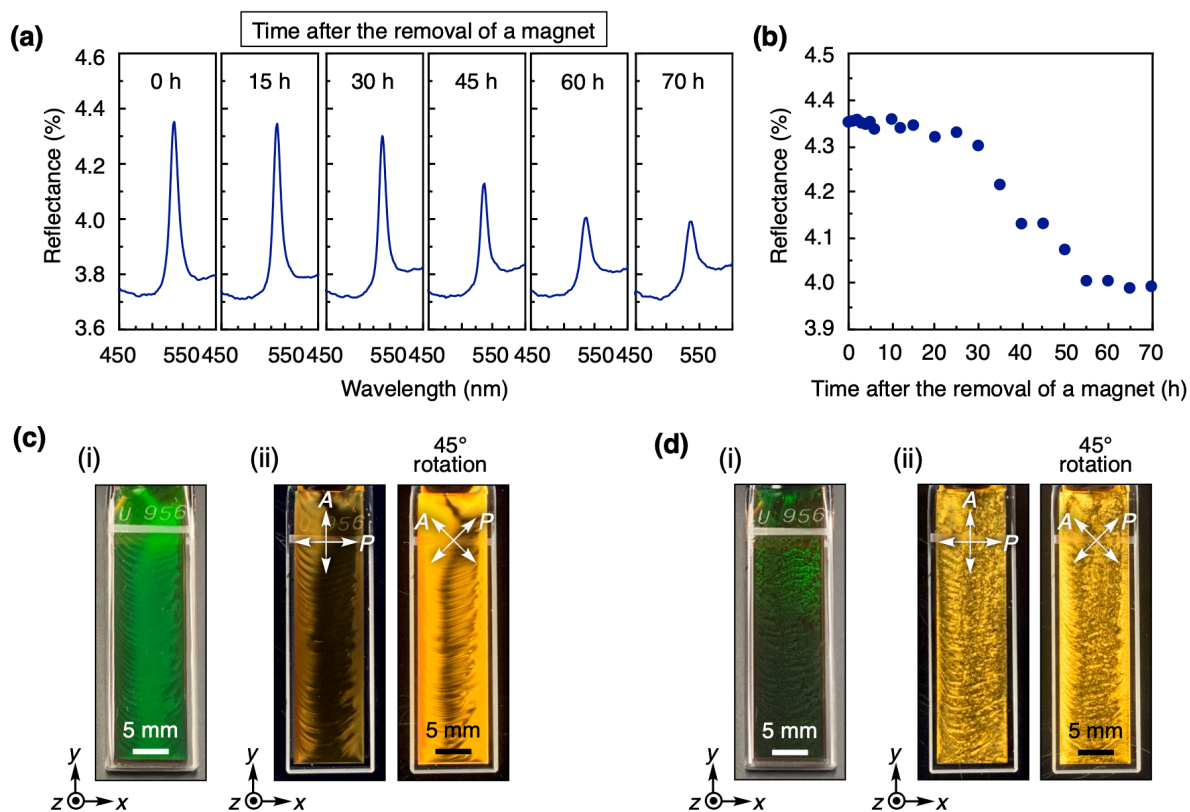 Time after the removal of a magnet
(a)
4.6
4.4
4.2
4.0
3.8
3.6
Reflectance (%)
0 h
15 h
30 h
45 h
60 h
70 h
450 550 450 550 450 550 450 550 450 550 450 550
Wavelength (nm)
(b)
4.5
4.4
4.3
4.2
4.1
4.0
3.9
Reflectance (%)
0 10 20 30 40 50 60 70
Time after the removal of a magnet (h)
(c)
(i)
U 956
5 mm
y
z x
(ii)
A
P
U 956
45°
rotation
A P
5 mm
(d)
(i)
U 956
5 mm
y
z x
(ii)
A
P
45°
rotation
A P
5 mm
y
z x